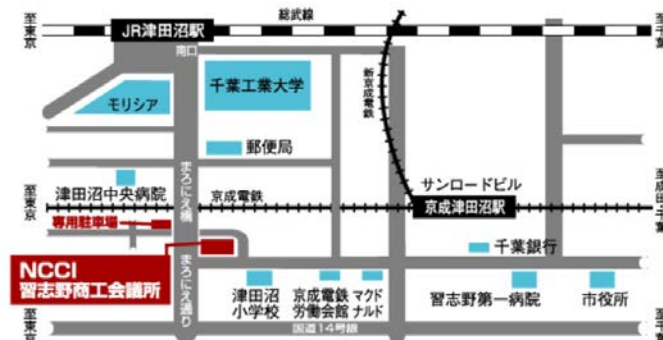 至東京
JR津田沼駅
総武線
至千葉
南口
千葉工業大学
モリシア
新京成電鉄
郵便局
まろにえ橋
津田沼中央病院
京成電鉄
サンロードビル
至東京
京成津田沼駅
至成田・千葉
専用駐車場
千葉銀行
NCCI
習志野商工会議所
まろにえ通り
津田沼
小学校
京成電鉄
労働会館
マクド
ナルド
習志野第一病院
市役所
至東京
国道14号線
至千葉